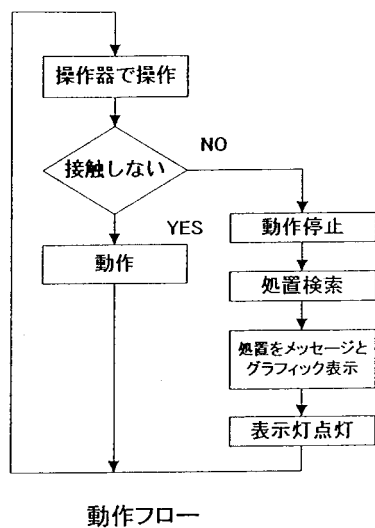 操作器で操作
接触しない
NO
YES
動作
動作停止
処置検索
処置をメッセージと
グラフィック表示
表示灯点灯
動作フロー